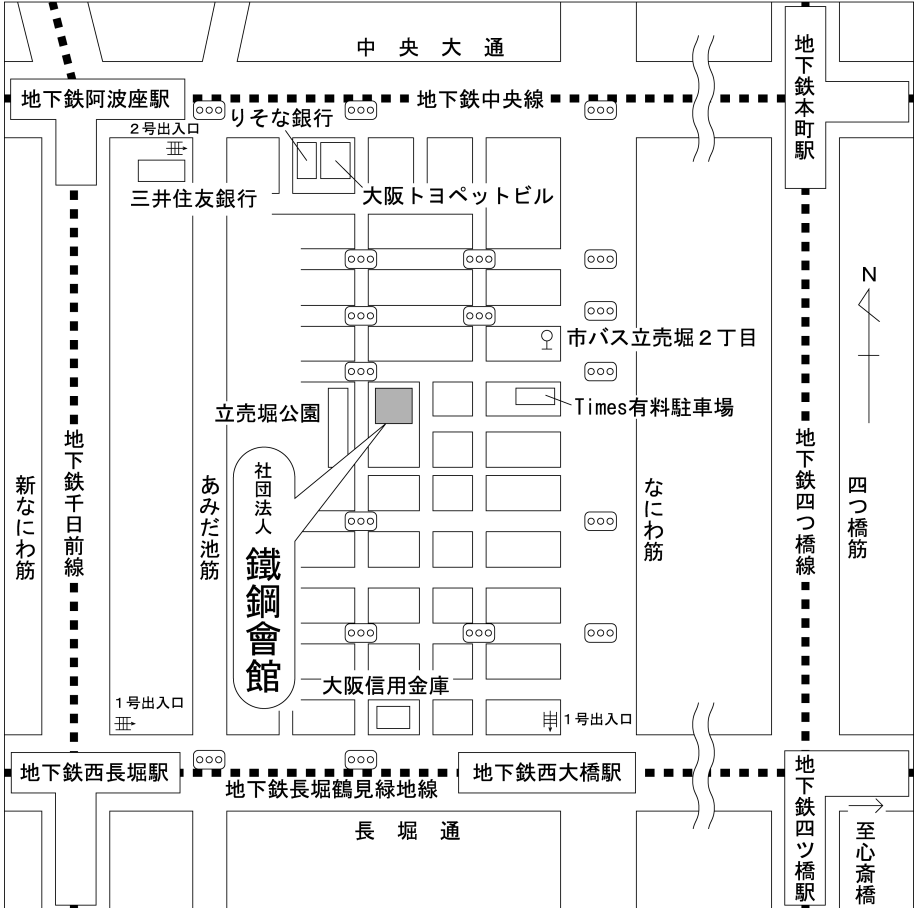 中央大通
地下鉄阿波座駅
地下鉄中央線
地下鉄本町駅
2号出入口
りそな銀行
三井住友銀行
大阪トヨペットビル
N
市バス立売堀2丁目
立売堀公園
Times有料駐車場
新なにわ筋
地下鉄千日前線
あみだ池筋
社団法人
鐵鋼會館
なにわ筋
地下鉄四つ橋線
四つ橋筋
大阪信用金庫
1号出入口
1号出入口
地下鉄西長堀駅
地下鉄長堀鶴見緑地線
地下鉄西大橋駅
地下鉄四ツ橋駅
長堀通
至心斎橋